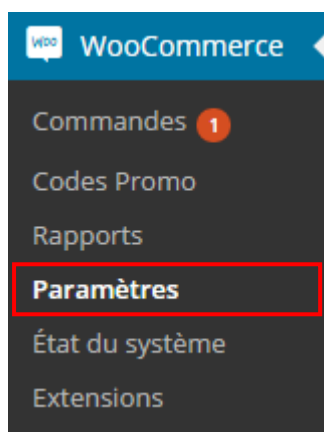 Woo WooCommerce
Commandes 1
Codes Promo
Rapports
Paramètres
État du système
Extensions